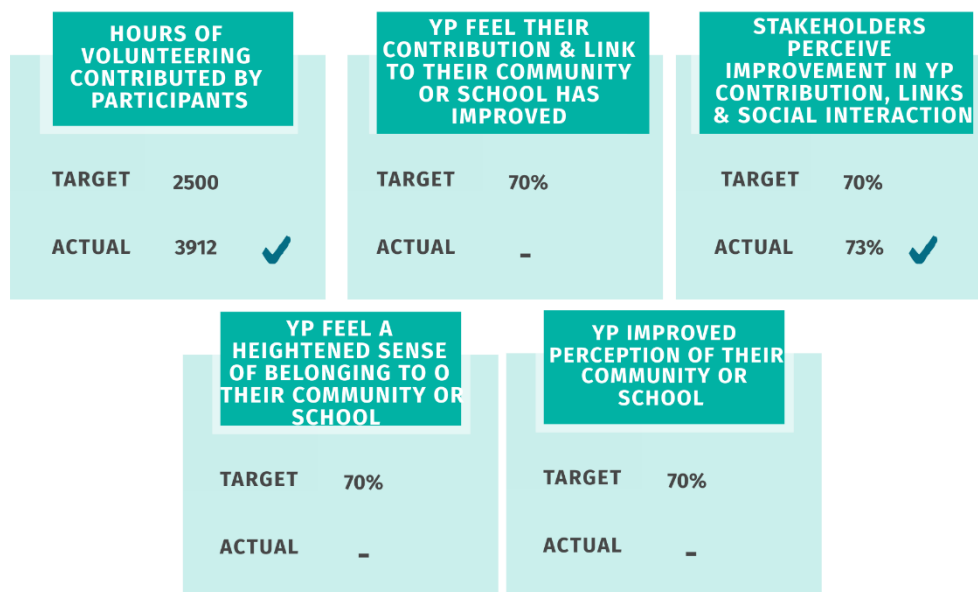 HOURS OF
VOLUNTEERING
CONTRIBUTED BY
PARTICIPANTS
TARGET 2500
ACTUAL 3912
YP FEEL THEIR
CONTRIBUTION & LINK
TO THEIR COMMUNITY
OR SCHOOL HAS
IMPROVED
TARGET 70%
ACTUAL -
STAKEHOLDERS
PERCEIVE
IMPROVEMENT IN YP
CONTRIBUTION, LINKS
& SOCIAL INTERACTION
TARGET 70%
ACTUAL 73%
YP FEEL A
HEIGHTENED SENSE
OF BELONGING TO O
THEIR COMMUNITY OR
SCHOOL
TARGET 70%
ACTUAL -
YP IMPROVED
PERCEPTION OF THEIR
COMMUNITY OR
SCHOOL
TARGET 70%
ACTUAL -